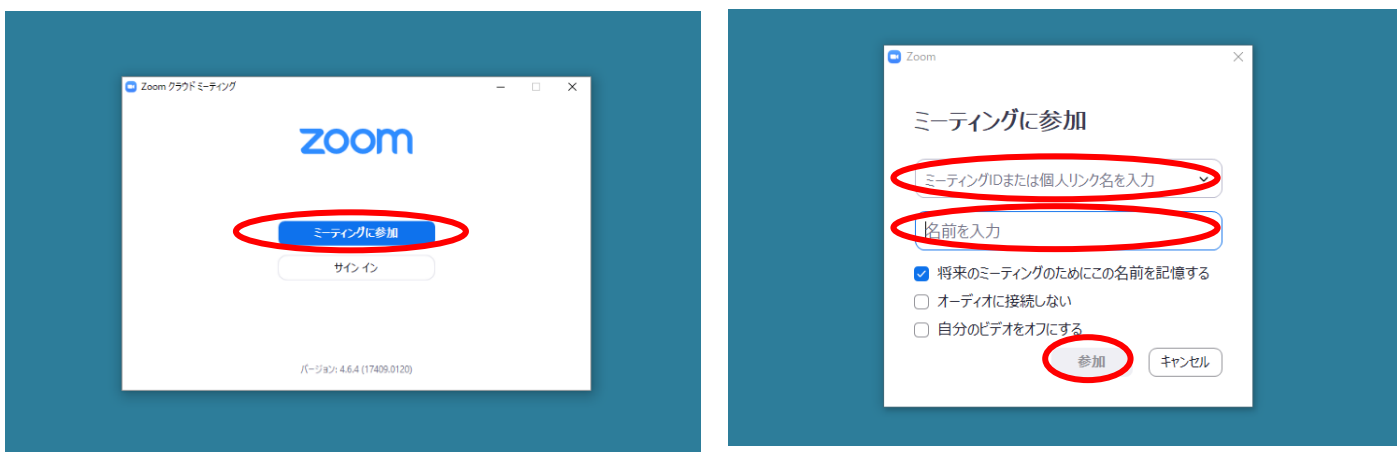 Zoom クラウド ミーティング
zoom
ミーティングに参加
サイン イン
バージョン: 4.6.4 (17409.0120)
Zoom
ミーティングに参加
ミーティングIDまたは個人リンク名を入力
名前を入力
将来のミーティングのためにこの名前を記憶する
オーディオに接続しない
自分のビデオをオフにする
参加
キャンセル